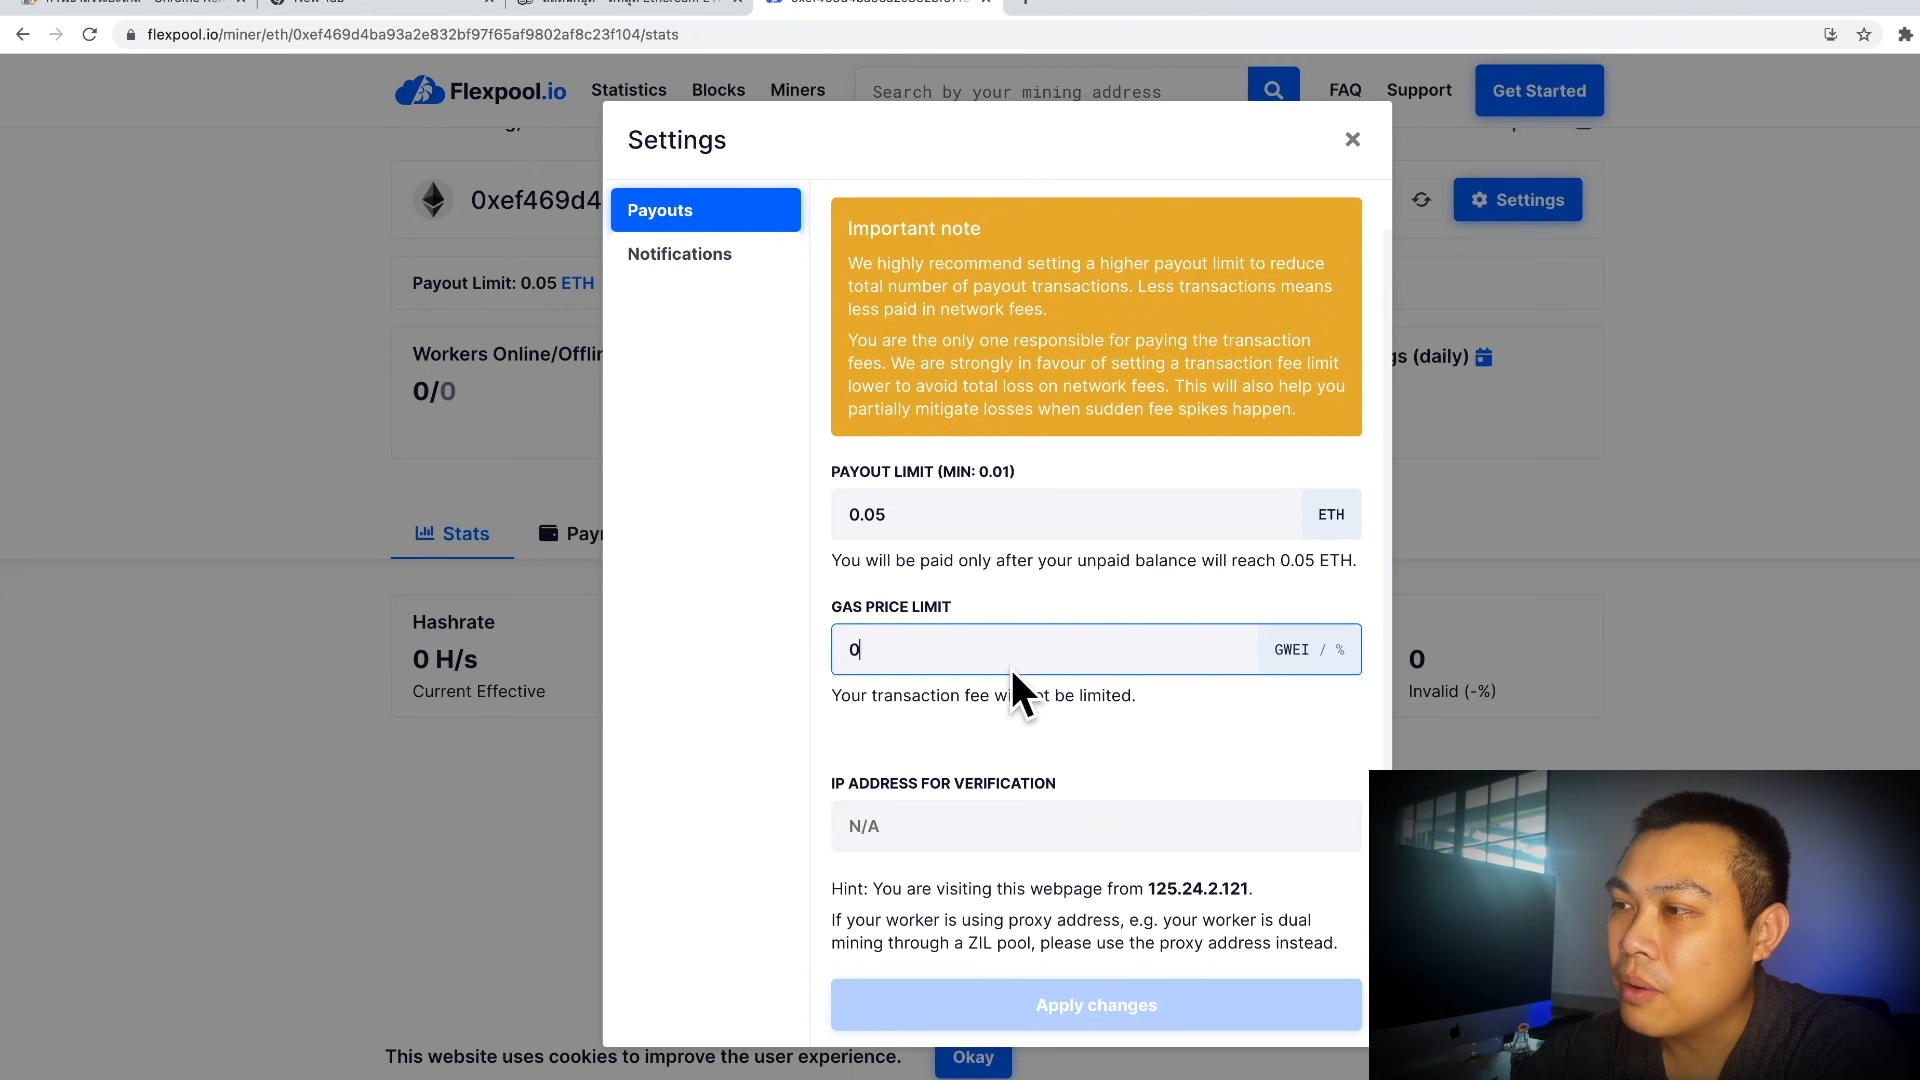 flexpool.io/miner/eth/0xef469d4ba93a2e832bf97f65af9802af8c23f104/stats
Flexpool.io
Statistics
Blocks
Miners
Search by your mining address
FAQ
Support
Get Started
Settings
0xef469d4
Settings
Payouts
Notifications
Payout Limit: 0.05 ETH
Workers Online/Offlin
0/0
gs (daily)
Important note
We highly recommend setting a higher payout limit to reduce
total number of payout transactions. Less transactions means
less paid in network fees.
You are the only one responsible for paying the transaction
fees. We are strongly in favour of setting a transaction fee limit
lower to avoid total loss on network fees. This will also help you
partially mitigate losses when sudden fee spikes happen.
PAYOUT LIMIT (MIN: 0.01)
0.05
ETH
You will be paid only after your unpaid balance will reach 0.05 ETH.
Stats
Payr
GAS PRICE LIMIT
0
GWEI / %
Your transaction fee wi ot be limited.
Hashrate
0 H/s
Current Effective
0
Invalid (-%)
IP ADDRESS FOR VERIFICATION
N/A
Hint: You are visiting this webpage from 125.24.2.121.
If your worker is using proxy address, e.g. your worker is dual
mining through a ZIL pool, please use the proxy address instead.
Apply changes
This website uses cookies to improve the user experience.
Okay